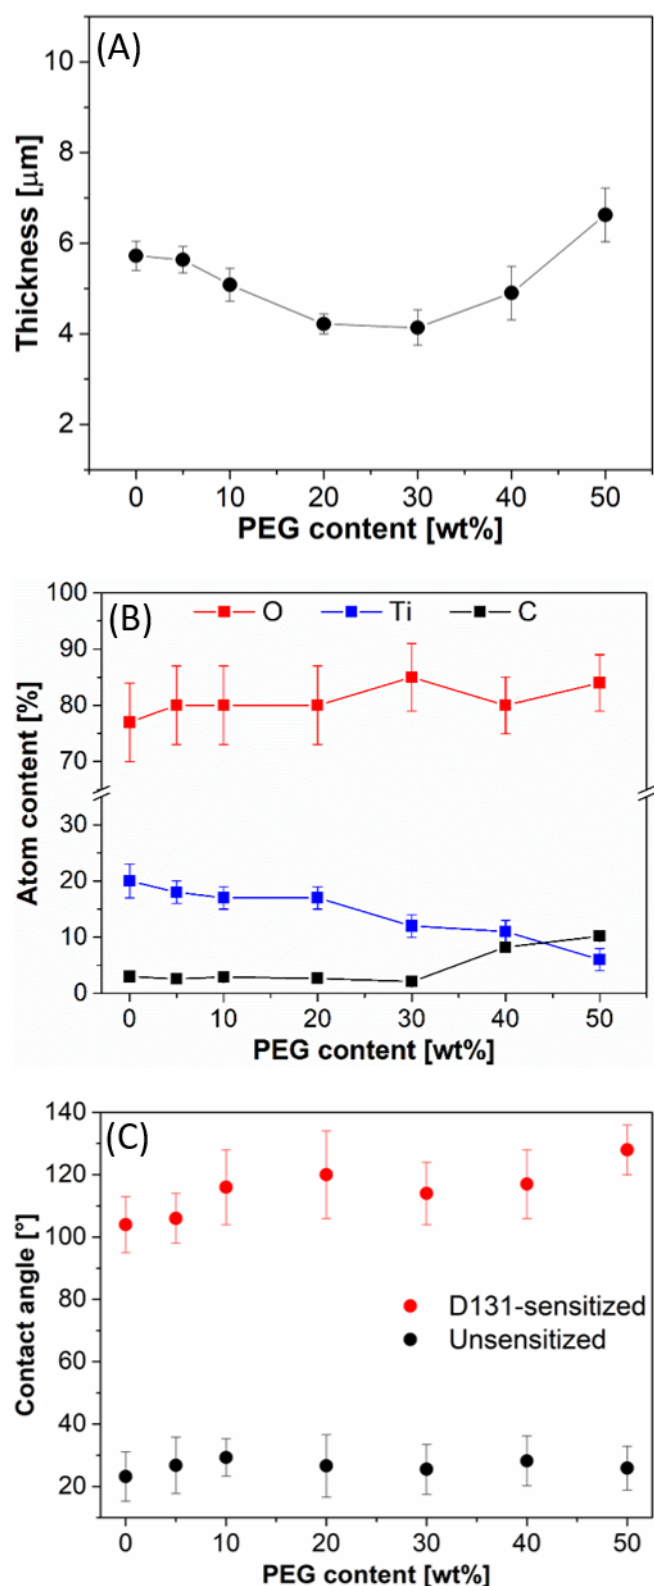 (A)
Thickness [μm]
10
8
6
4
2
0 10 20 30 40 50
PEG content [wt%]
(B)
O Ti C
Atom content [%]
100
90
80
70
30
20
10
0
0 10 20 30 40 50
PEG content [wt%]
(C)
Contact angle [°]
140
120
100
80
60
40
20
D131-sensitized
Unsensitized
0 10 20 30 40 50
PEG content [wt%]